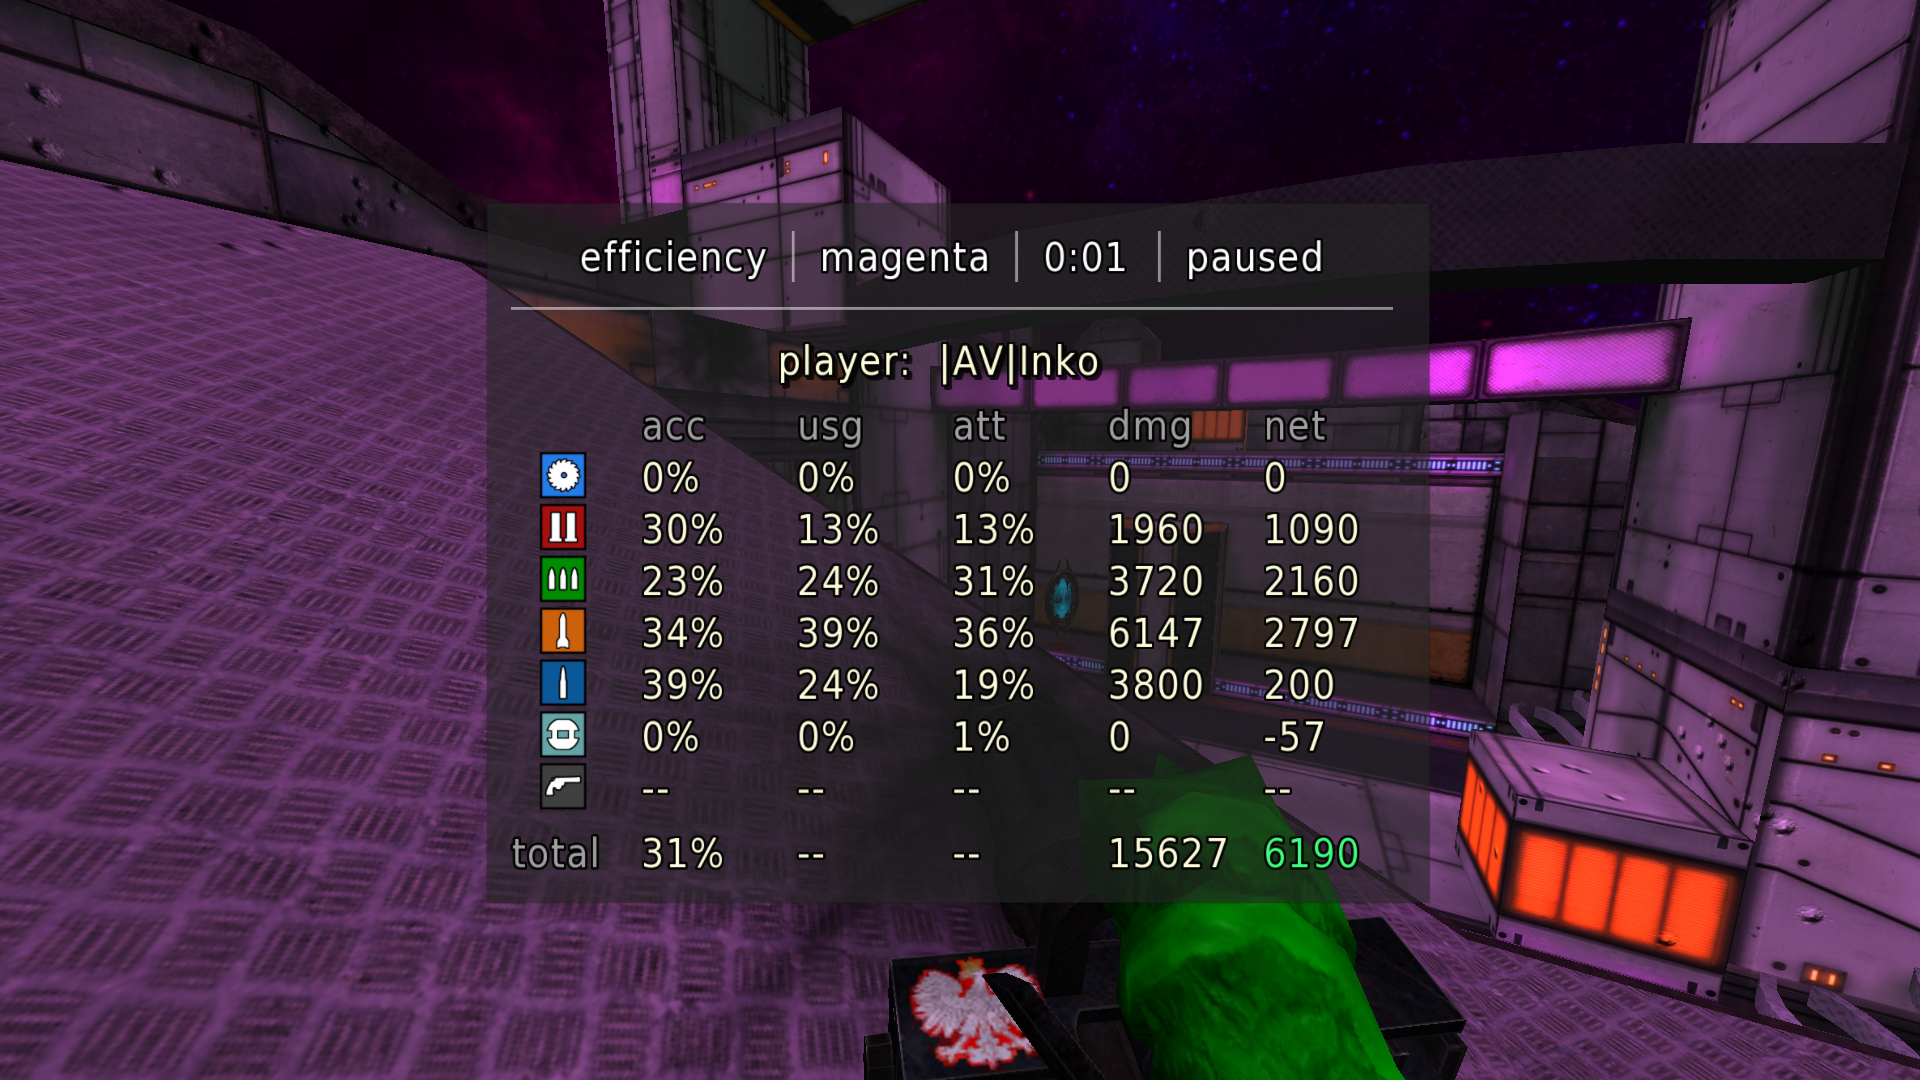 efficiency | magenta | 0:01 | paused
player: |AV|Inko
acc usg att dmg net
0% 0% 0% 0 0
30% 13% 13% 1960 1090
23% 24% 31% 3720 2160
34% 39% 36% 6147 2797
39% 24% 19% 3800 200
0% 0% 1% 0 -57
-- -- -- -- --
total 31% -- -- 15627 6190